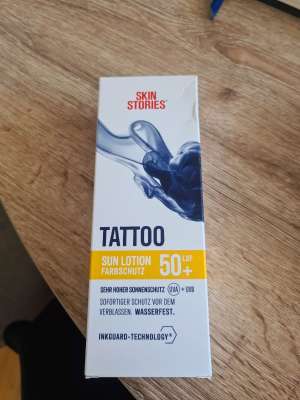 SKIN
STORIES®
TATTOO
SUN LOTION
FARBSCHUTZ
50+ LSF
SEHR HOHER SONNENSCHUTZ UVA + UVB
SOFORTIGER SCHUTZ VOR DEM
VERBLASSEN. WASSERFEST.
INKGUARD-TECHNOLOGY®